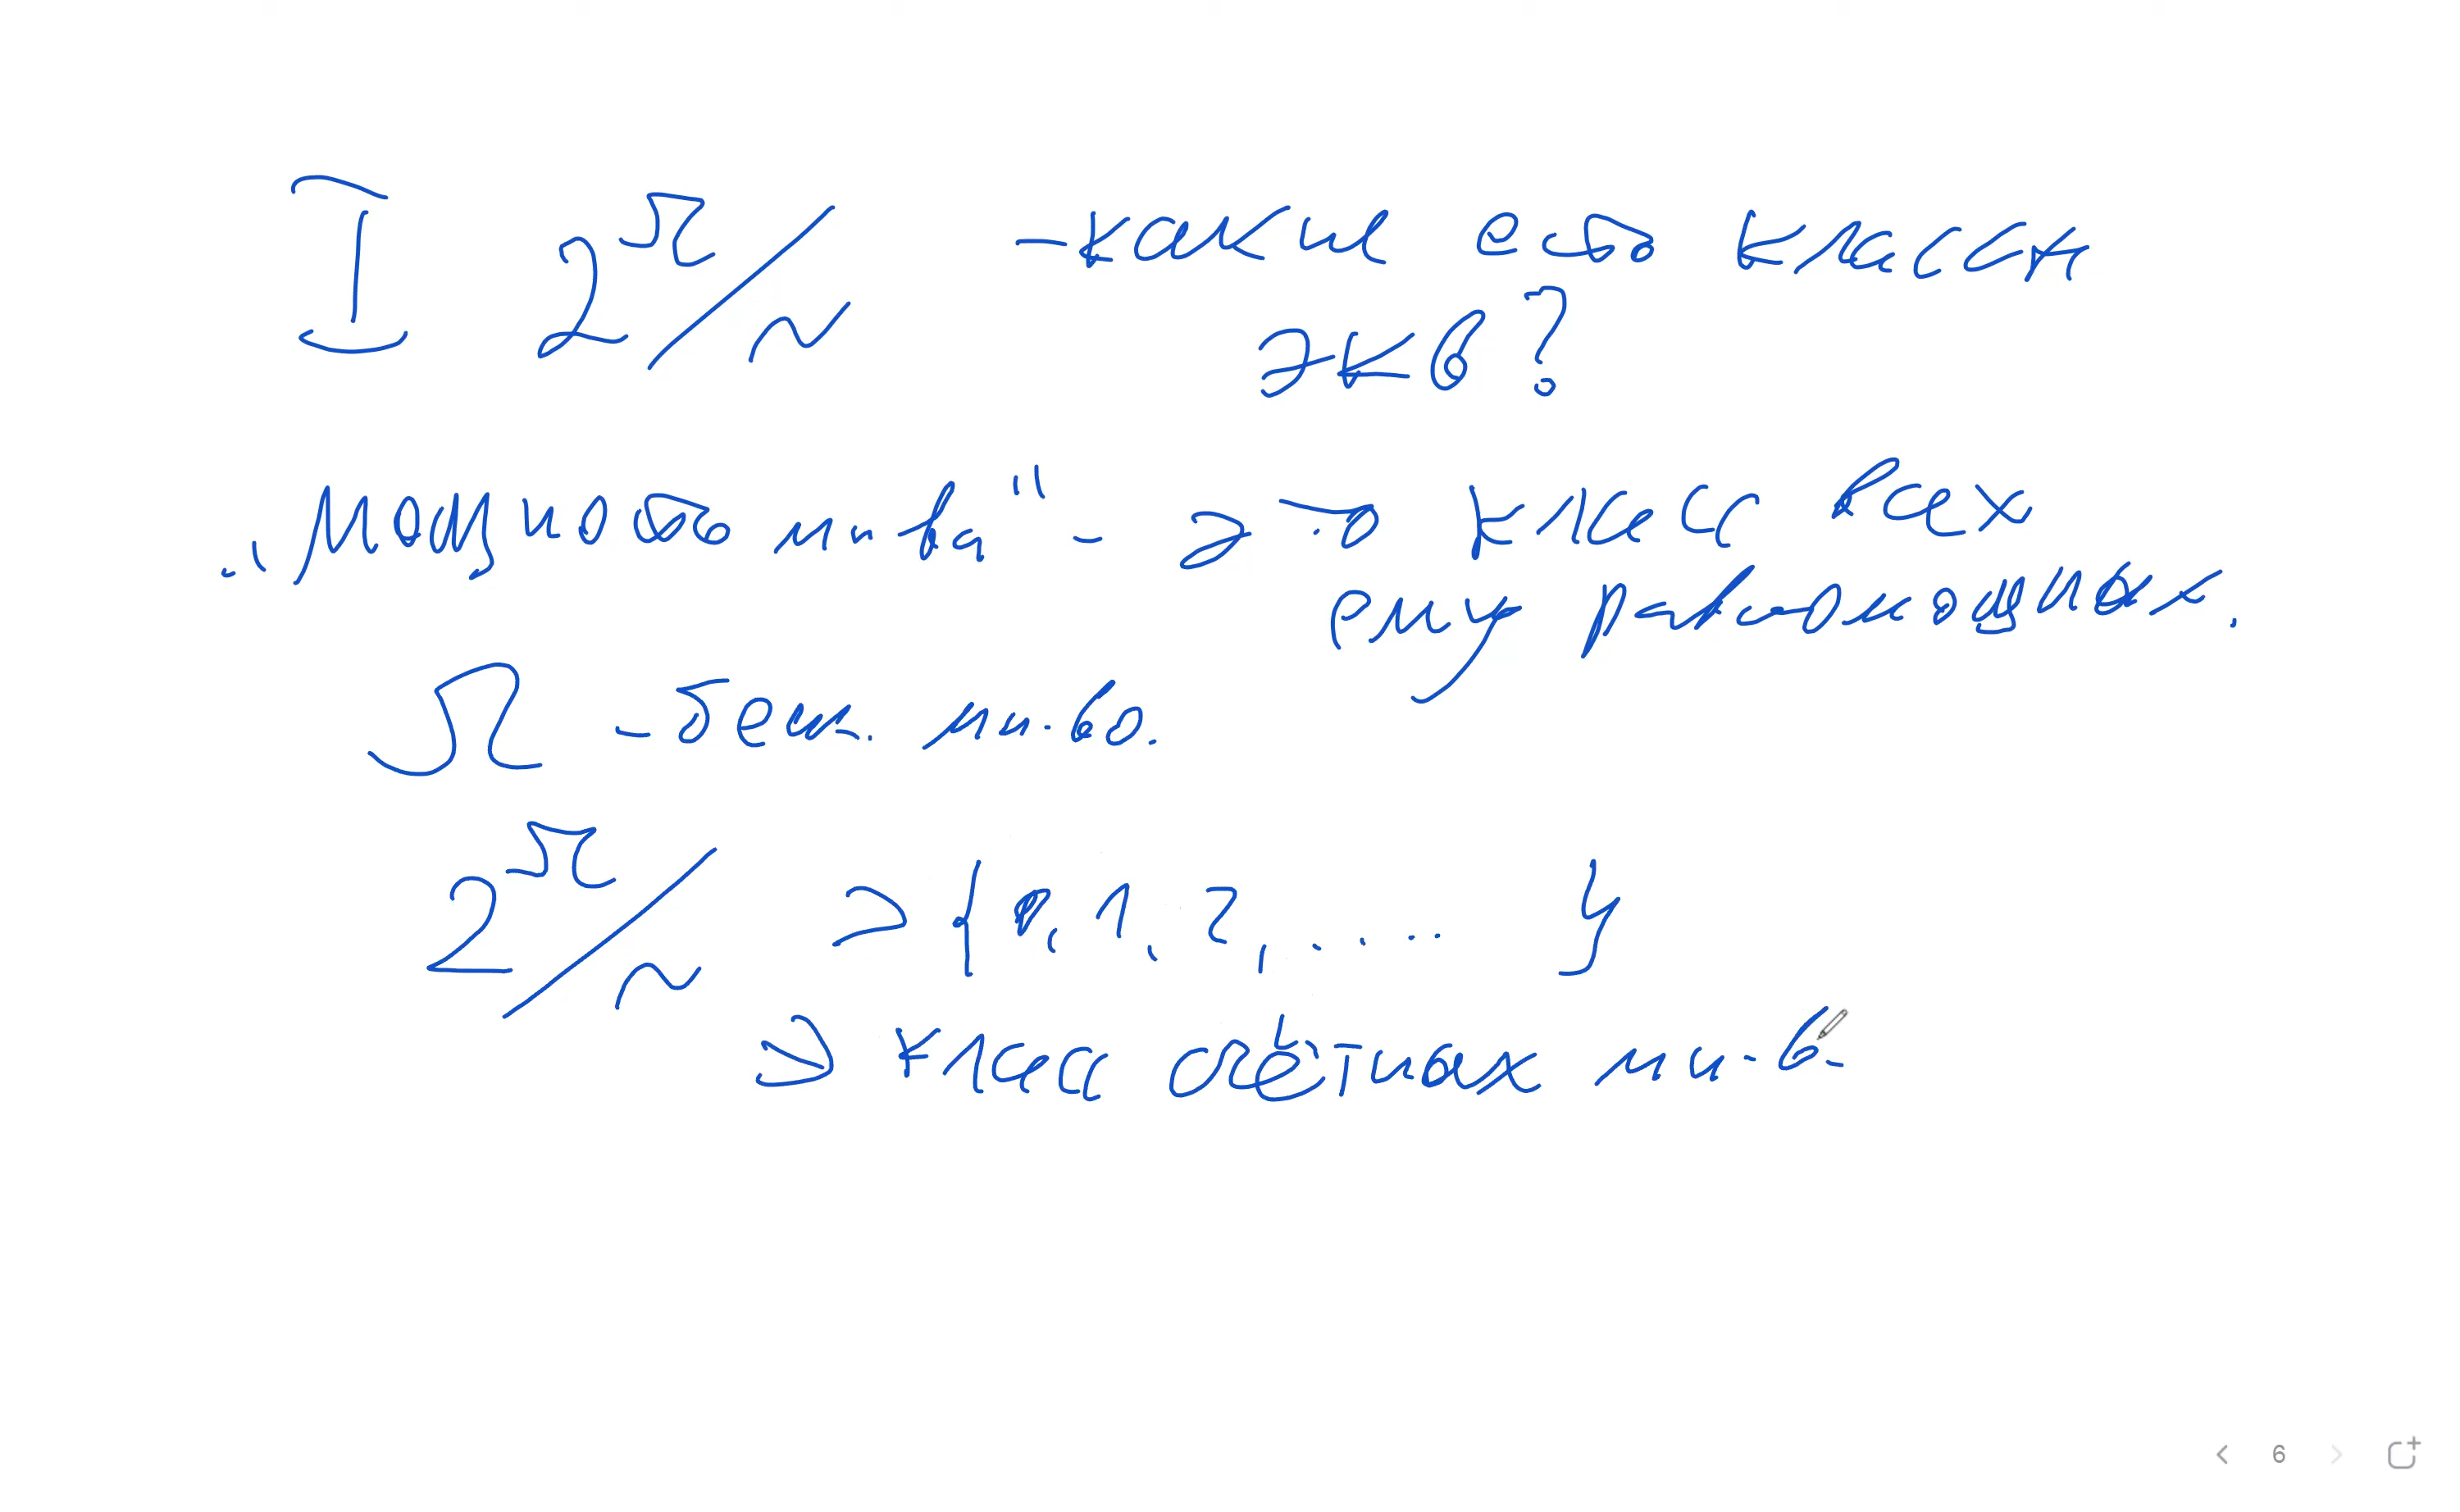 I 2^Ω/~ - какие есть классы
экв?
"Мощность мн-ва" - это класс всех
ему равномощных.
Ω - беск. мн-во.
2^Ω/~ ⊃ {0, 1, 2, ..... }
∋ класс счётных мн-в
6